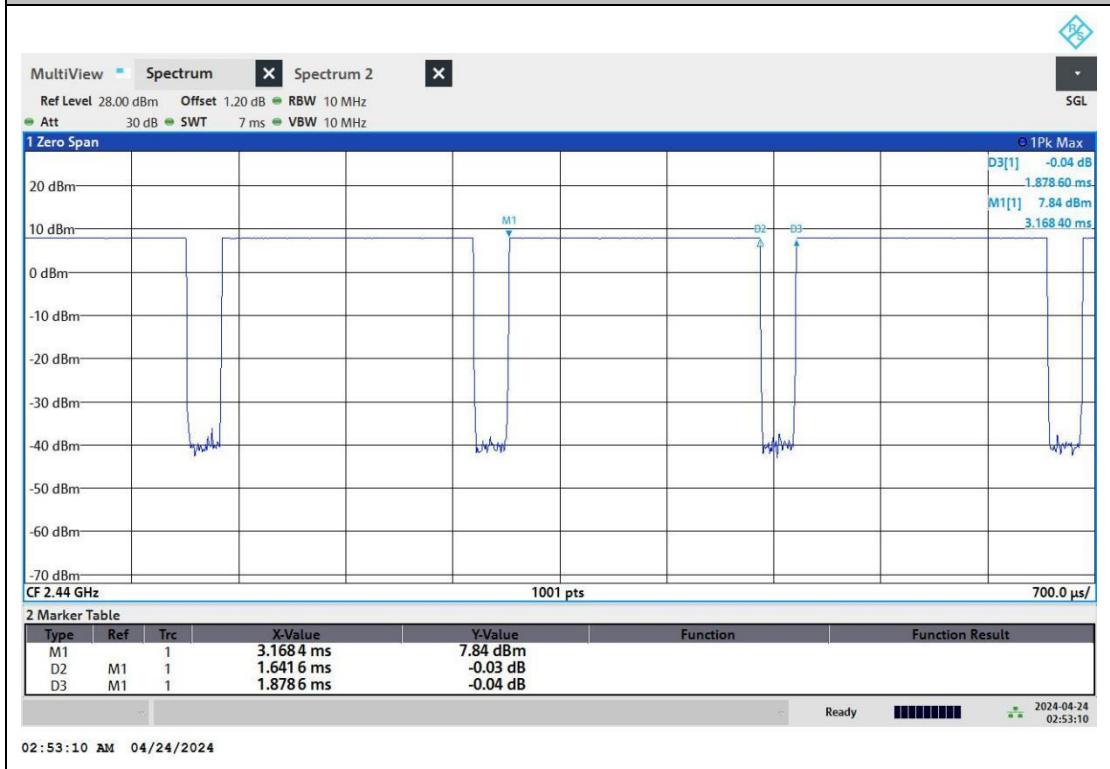 R&S
MultiView Spectrum X Spectrum 2 X
Ref Level 28.00 dBm Offset 1.20 dB RBW 10 MHz SGL
Att 30 dB SWT 7 ms VBW 10 MHz
1 Zero Span 1Pk Max
D3[1] -0.04 dB
1.878 60 ms
M1[1] 7.84 dBm
3.168 40 ms
20 dBm
10 dBm
M1
D2 D3
0 dBm
-10 dBm
-20 dBm
-30 dBm
-40 dBm
-50 dBm
-60 dBm
-70 dBm
CF 2.44 GHz 1001 pts 700.0 µs/
2 Marker Table
Type Ref Trc X-Value Y-Value Function Function Result
M1 1 3.168 4 ms 7.84 dBm
D2 M1 1 1.641 6 ms -0.03 dB
D3 M1 1 1.878 6 ms -0.04 dB
Ready 2024-04-24
02:53:10
02:53:10 AM 04/24/2024